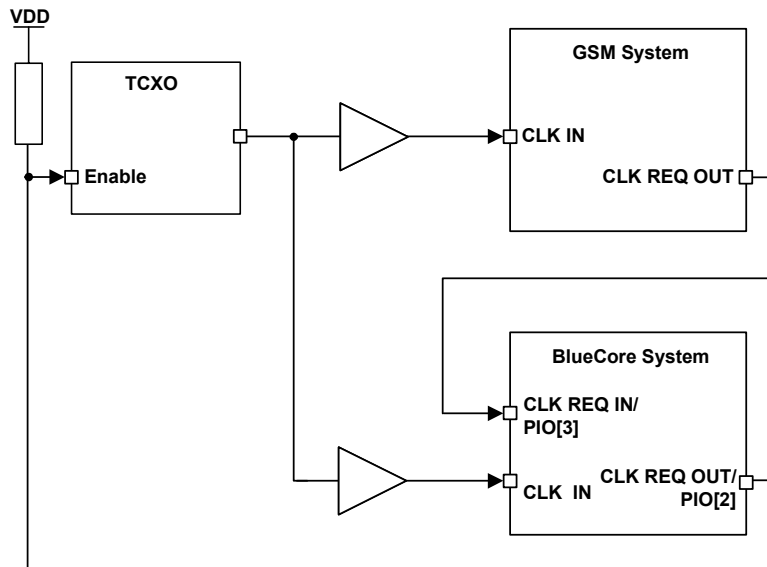 VDD
TCXO
Enable
GSM System
CLK IN
CLK REQ OUT
BlueCore System
CLK REQ IN/
PIO[3]
CLK IN
CLK REQ OUT/
PIO[2]